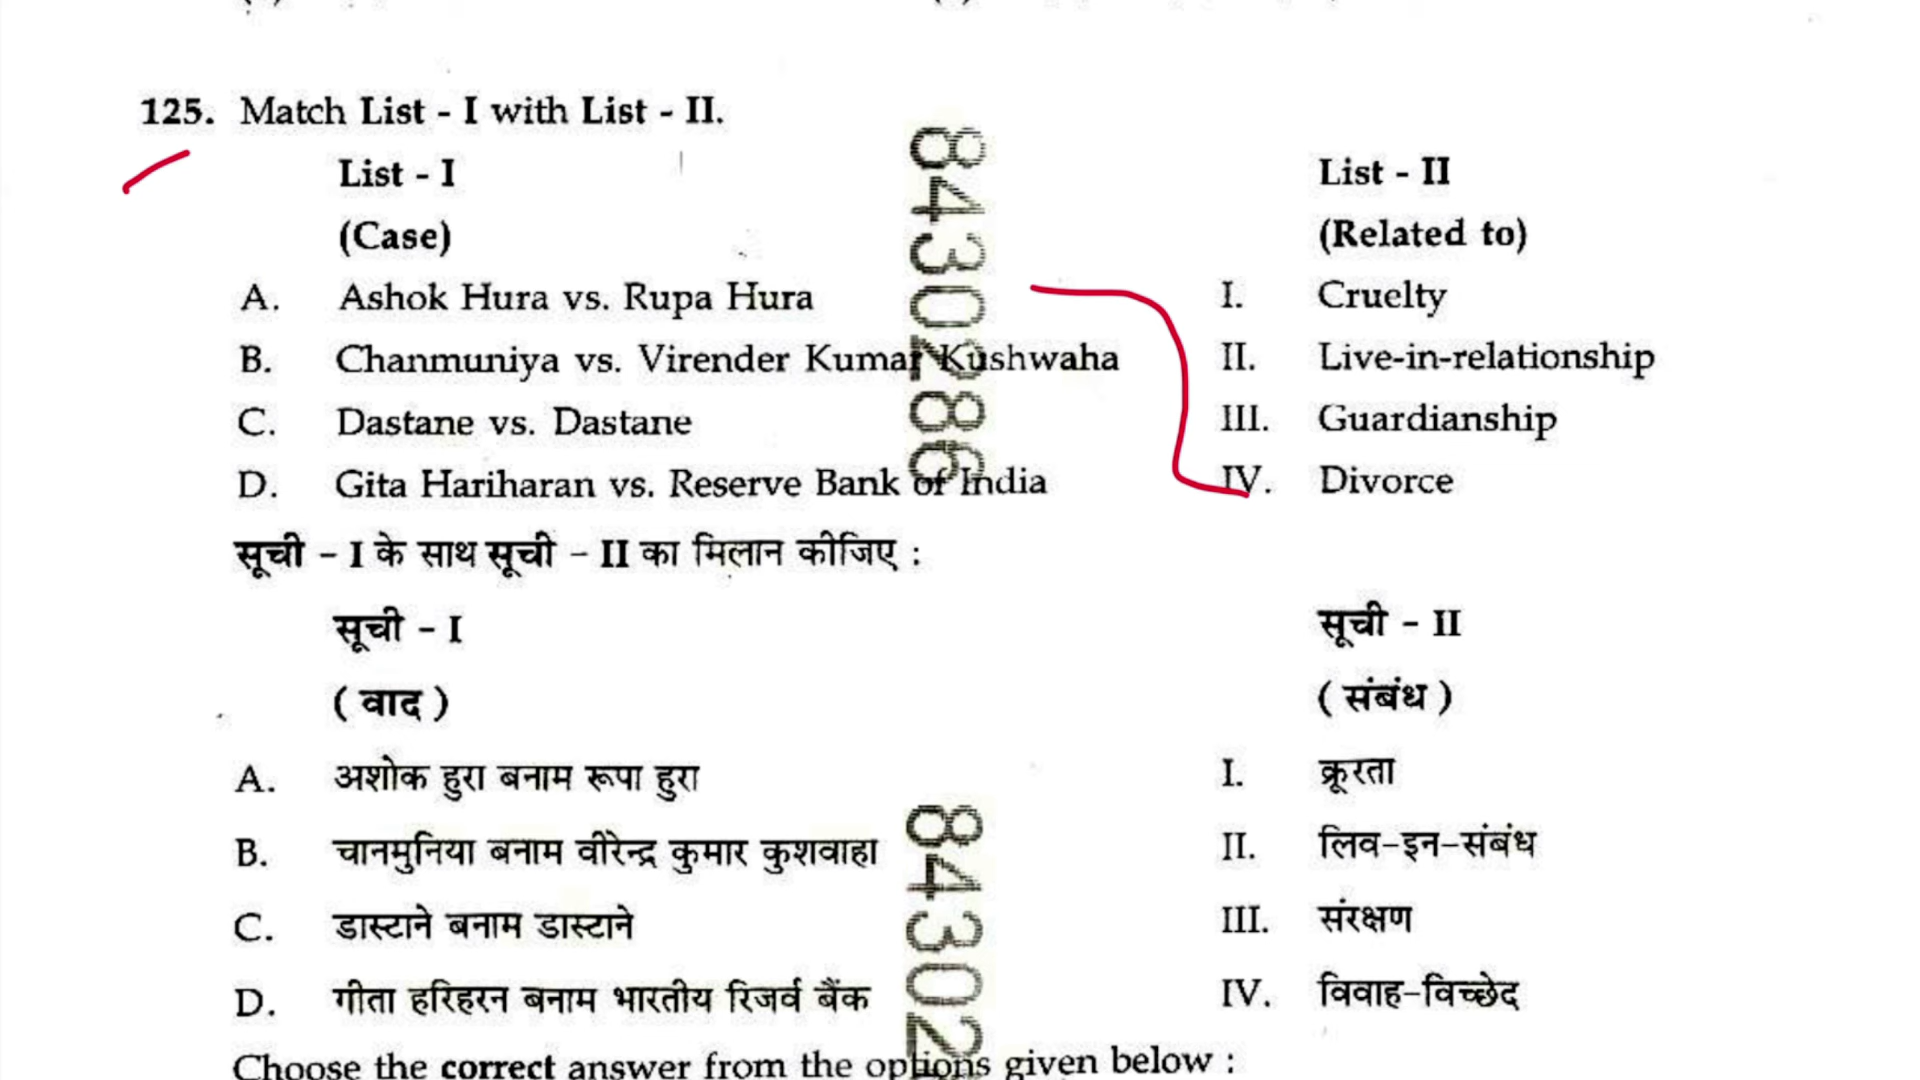 125. Match List - I with List - II.
List - I List - II
(Case) (Related to)
A. Ashok Hura vs. Rupa Hura I. Cruelty
B. Chanmuniya vs. Virender Kumar Kushwaha II. Live-in-relationship
C. Dastane vs. Dastane III. Guardianship
D. Gita Hariharan vs. Reserve Bank of India IV. Divorce
सूची - I के साथ सूची - II का मिलान कीजिए :
सूची - I सूची - II
( वाद ) ( संबंध )
A. अशोक हुरा बनाम रूपा हुरा I. क्रूरता
B. चानमुनिया बनाम वीरेन्द्र कुमार कुशवाहा II. लिव-इन-संबंध
C. डास्टाने बनाम डास्टाने III. संरक्षण
D. गीता हरिहरन बनाम भारतीय रिजर्व बैंक IV. विवाह-विच्छेद
Choose the correct answer from the options given below :
8430286
84302